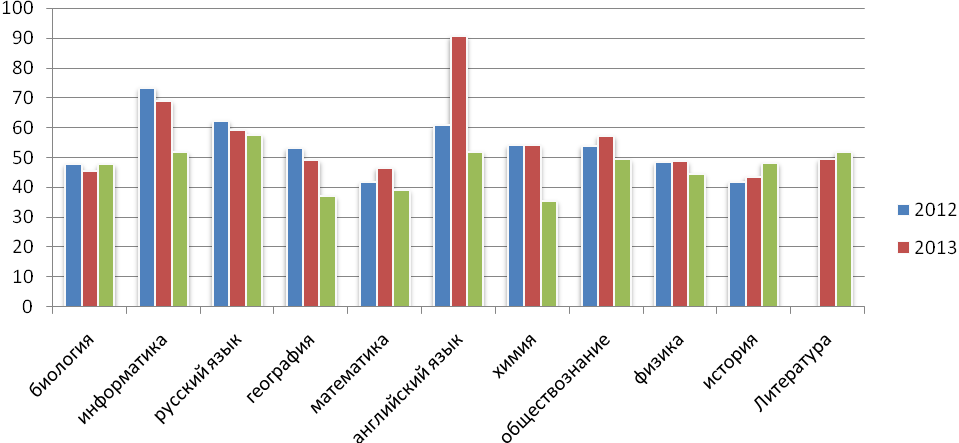 100
90
80
70
60
50
40
30
20
10
0
биология
информатика
русский язык
география
математика
английский язык
химия
обществознание
физика
история
Литература
2012
2013